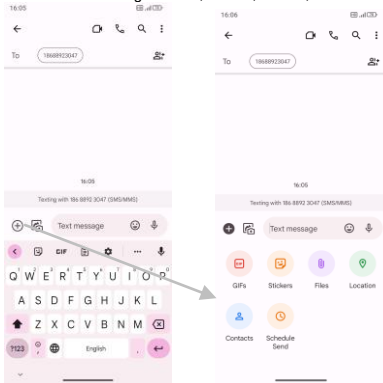 16:05
To 18688923047
16:05
Texting with 186 8892 3047 (SMS/MMS)
Text message
GIF
Q W E R T Y U I O P
A S D F G H J K L
Z X C V B N M
?123 English .
16:06
To 18688923047
16:05
Texting with 186 8892 3047 (SMS/MMS)
Text message
GIFs Stickers Files Location
Contacts Schedule
Send